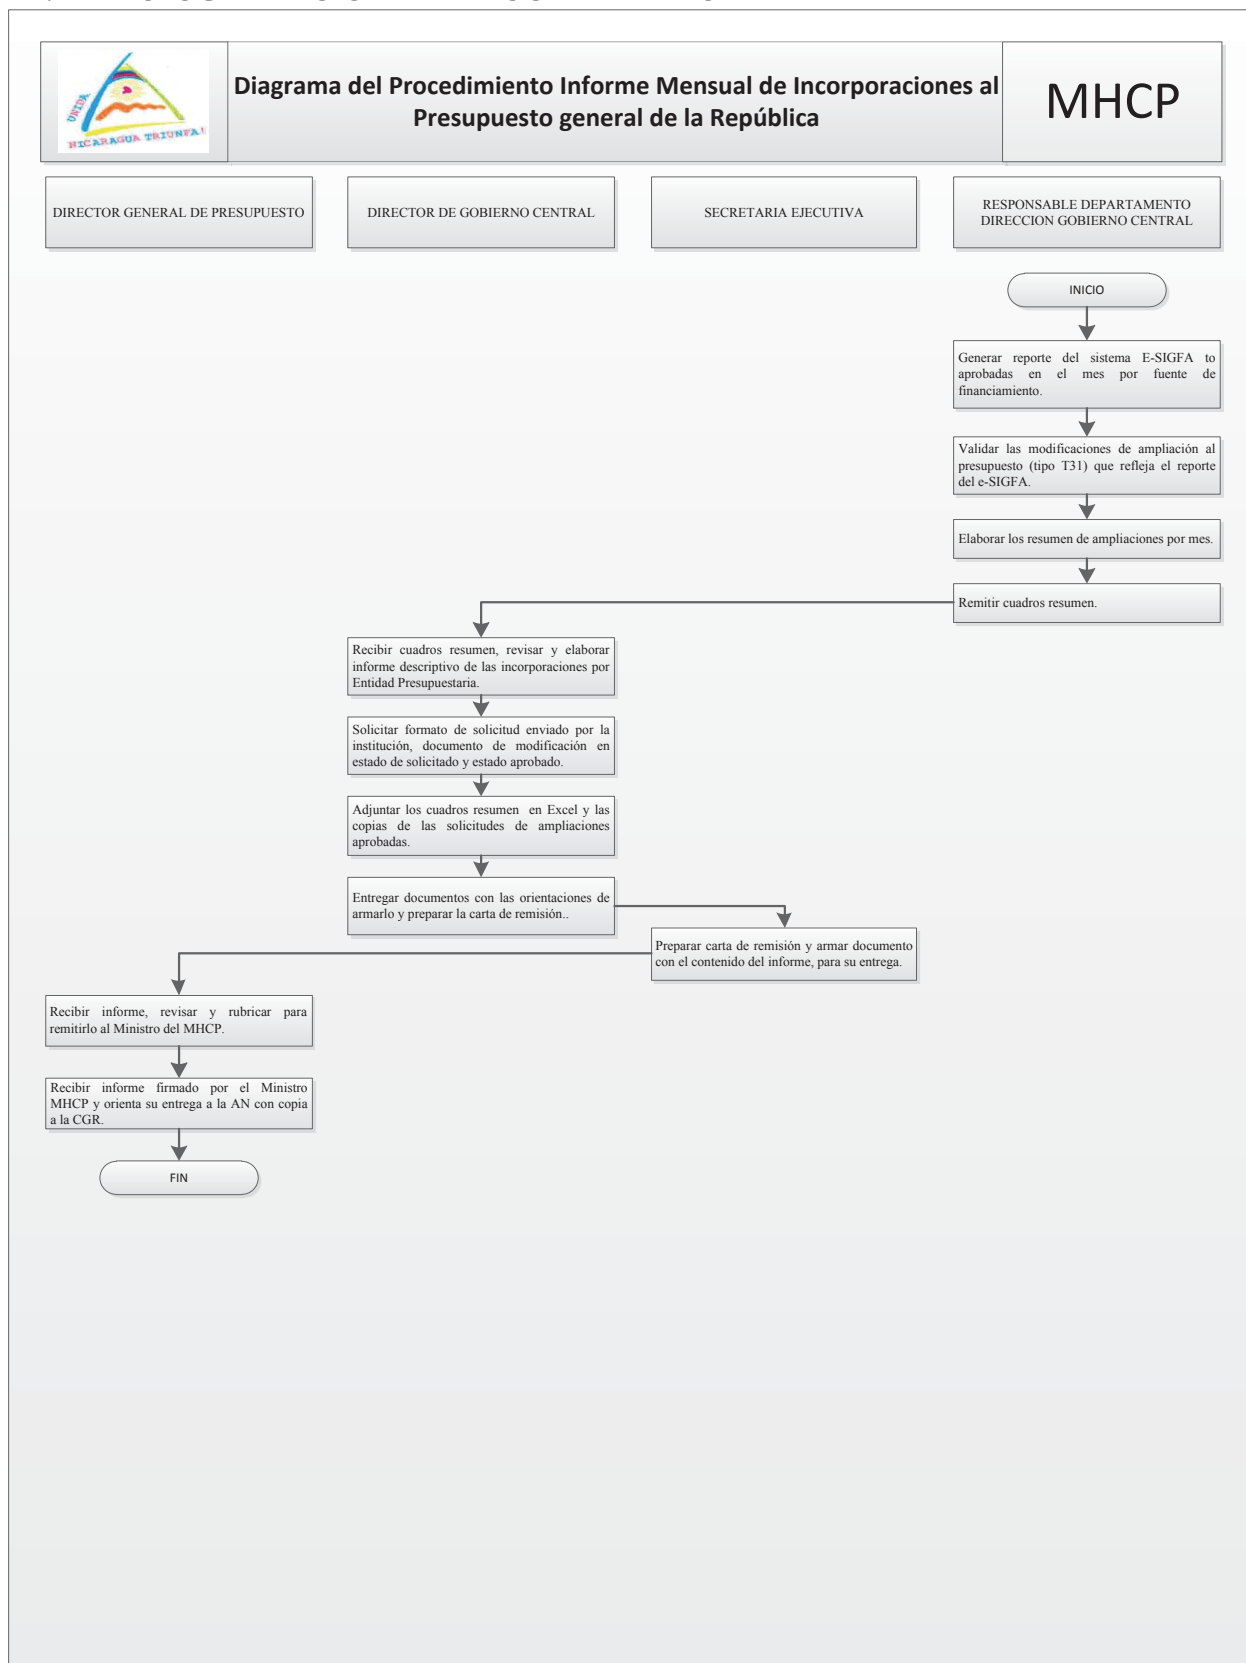 UNIDA
NICARAGUA TRIUNFA!
Diagrama del Procedimiento Informe Mensual de Incorporaciones al
Presupuesto general de la República
MHCP
DIRECTOR GENERAL DE PRESUPUESTO
DIRECTOR DE GOBIERNO CENTRAL
SECRETARIA EJECUTIVA
RESPONSABLE DEPARTAMENTO
DIRECCION GOBIERNO CENTRAL
INICIO
Generar reporte del sistema E-SIGFA to
aprobadas en el mes por fuente de
financiamiento.
Validar las modificaciones de ampliación al
presupuesto (tipo T31) que refleja el reporte
del e-SIGFA.
Elaborar los resumen de ampliaciones por mes.
Remitir cuadros resumen.
Recibir cuadros resumen, revisar y elaborar
informe descriptivo de las incorporaciones por
Entidad Presupuestaria.
Solicitar formato de solicitud enviado por la
institución, documento de modificación en
estado de solicitado y estado aprobado.
Adjuntar los cuadros resumen en Excel y las
copias de las solicitudes de ampliaciones
aprobadas.
Entregar documentos con las orientaciones de
armarlo y preparar la carta de remisión..
Preparar carta de remisión y armar documento
con el contenido del informe, para su entrega.
Recibir informe, revisar y rubricar para
remitirlo al Ministro del MHCP.
Recibir informe firmado por el Ministro
MHCP y orienta su entrega a la AN con copia
a la CGR.
FIN